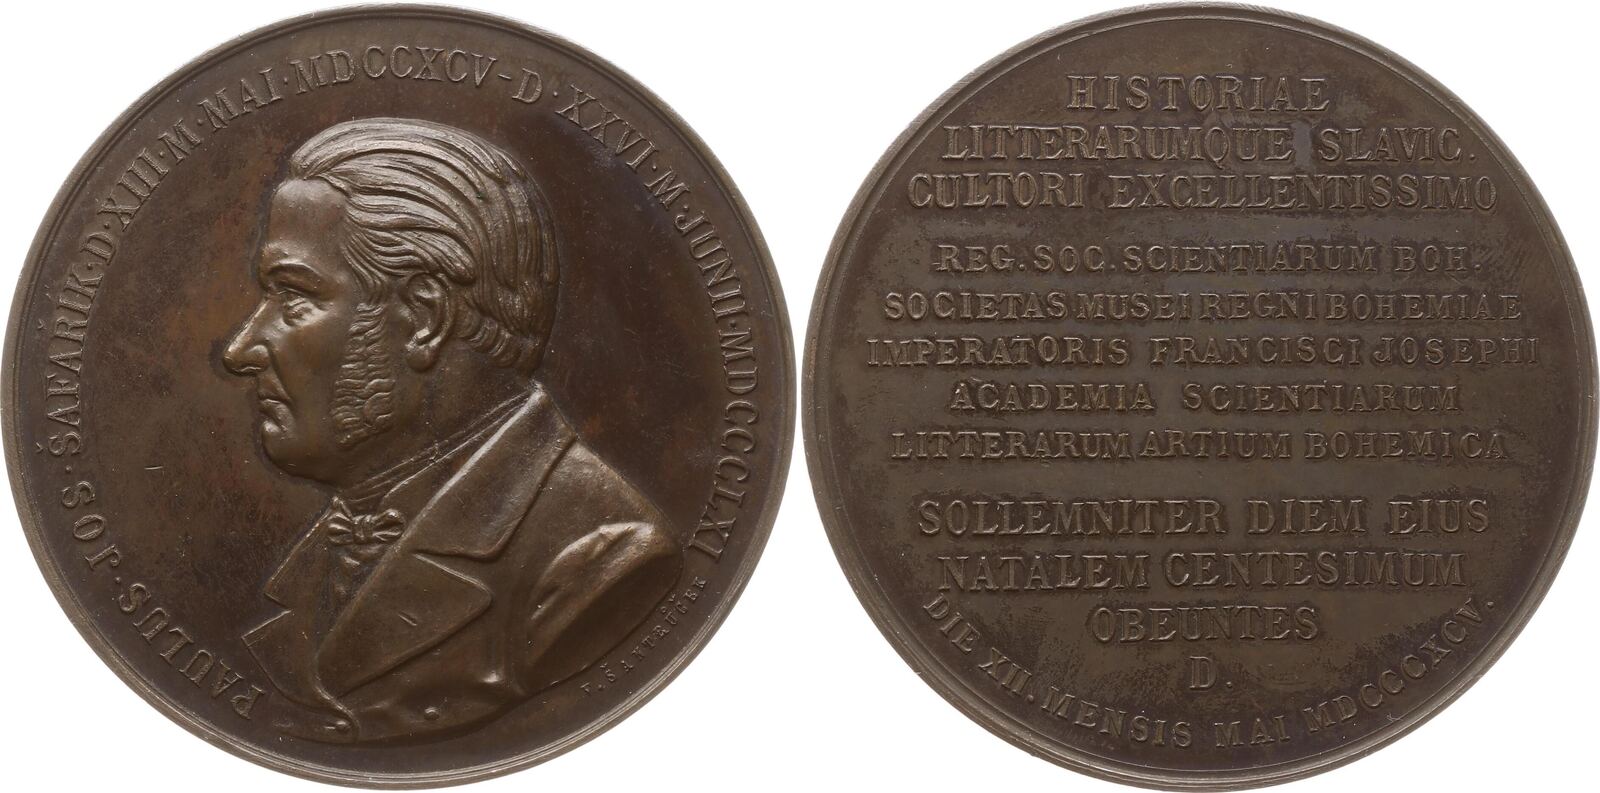 PAULUS·JOS·ŠAFAŘIK·D·XIII·M·MAI·MDCCXCV–D·XXVI·M·JUNII·MDCCCLXI
V. ŠANTRŮČEK
HISTORIAE
LITTERARUMQUE SLAVIC.
CULTORI EXCELLENTISSIMO
REG. SOC. SCIENTIARUM BOH.
SOCIETAS MUSEI REGNI BOHEMIAE
IMPERATORIS FRANCISCI JOSEPHI
ACADEMIA SCIENTIARUM
LITTERARUM ARTIUM BOHEMICA
SOLLEMNITER DIEM EIUS
NATALEM CENTESIMUM
OBEUNTES
D.
DIE XII. MENSIS MAI MDCCCXCV.